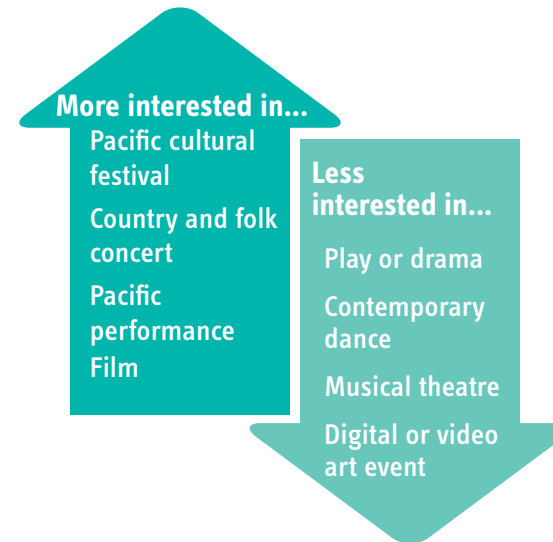 More interested in...
Pacific cultural
festival
Country and folk
concert
Pacific
performance
Film
Less
interested in...
Play or drama
Contemporary
dance
Musical theatre
Digital or video
art event